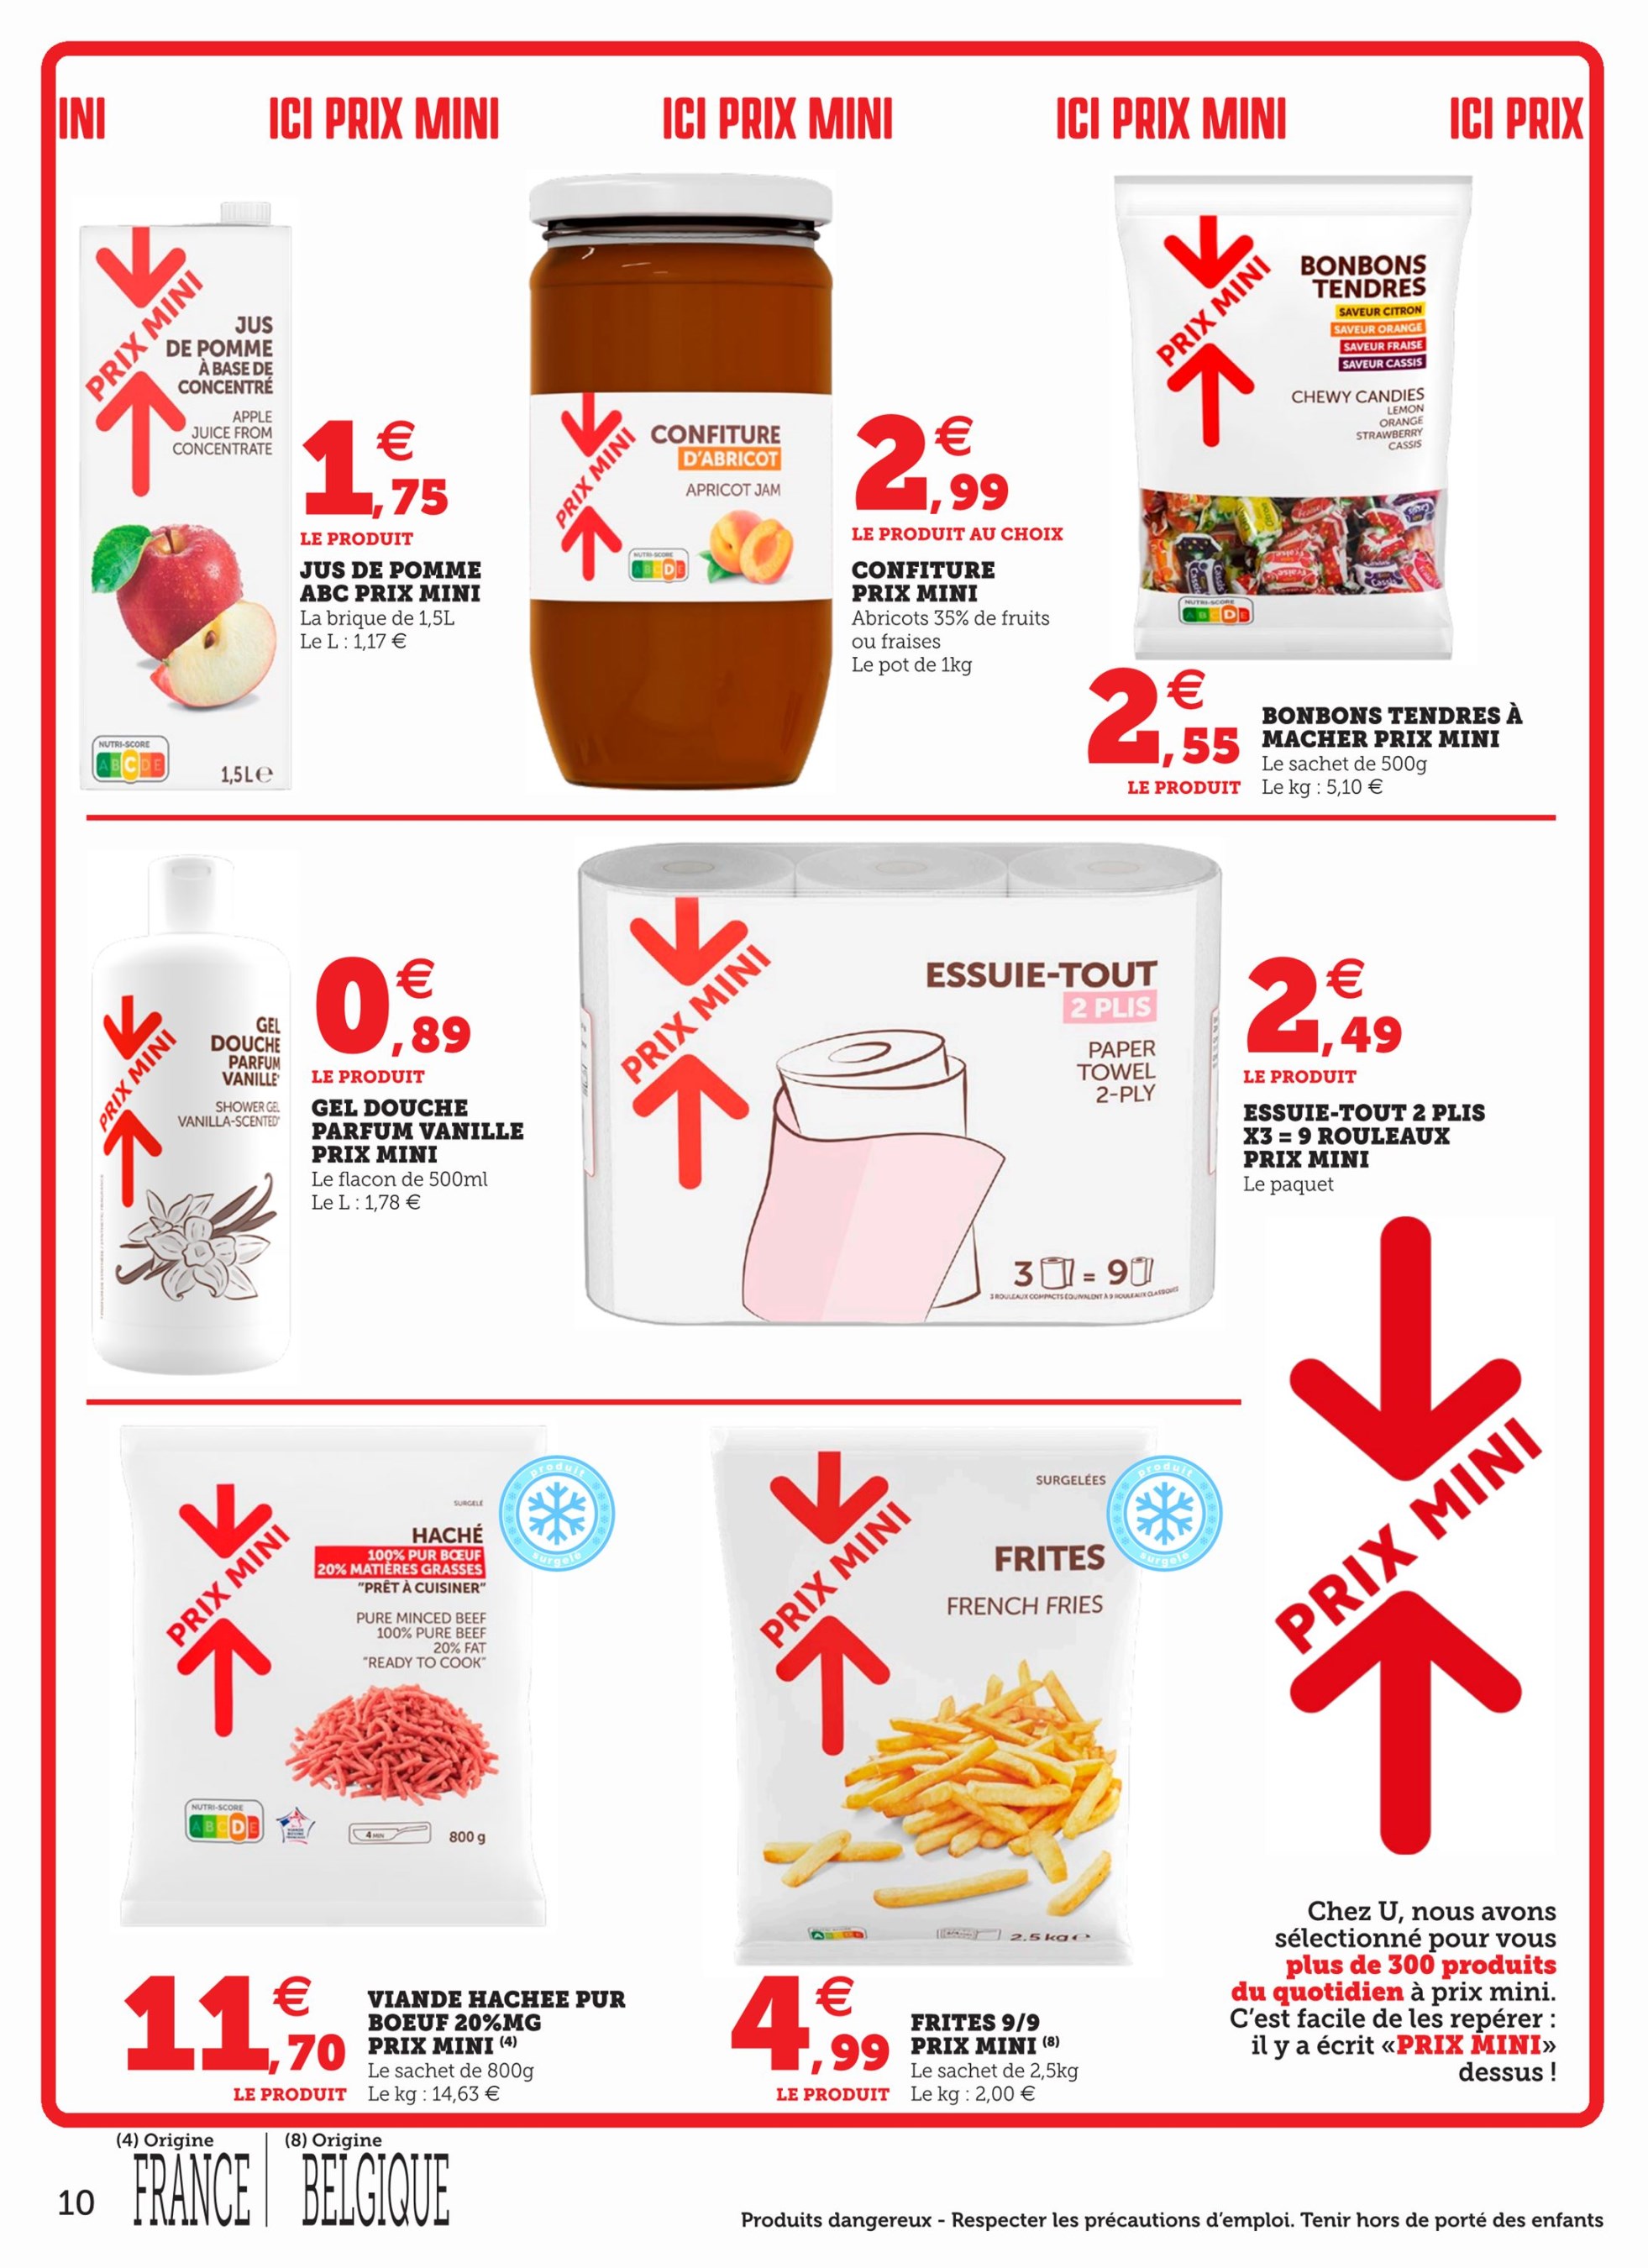 INI ICI PRIX MINI ICI PRIX MINI ICI PRIX MINI ICI PRIX
PRIX MINI
JUS
DE POMME
À BASE DE
CONCENTRÉ
APPLE
JUICE FROM
CONCENTRATE
NUTRI-SCORE
A B C D E
1,5L e
1€,75
LE PRODUIT
JUS DE POMME
ABC PRIX MINI
La brique de 1,5L
Le L : 1,17 €
PRIX MINI
CONFITURE
D'ABRICOT
APRICOT JAM
NUTRI-SCORE
A B C D E
2€,99
LE PRODUIT AU CHOIX
CONFITURE
PRIX MINI
Abricots 35% de fruits
ou fraises
Le pot de 1kg
PRIX MINI
BONBONS
TENDRES
SAVEUR CITRON
SAVEUR ORANGE
SAVEUR FRAISE
SAVEUR CASSIS
CHEWY CANDIES
LEMON
ORANGE
STRAWBERRY
CASSIS
NUTRI-SCORE
A B C D E
2€,55
LE PRODUIT
BONBONS TENDRES À
MACHER PRIX MINI
Le sachet de 500g
Le kg : 5,10 €
PRIX MINI
GEL
DOUCHE
PARFUM
VANILLE*
SHOWER GEL
VANILLA-SCENTED*
0€,89
LE PRODUIT
GEL DOUCHE
PARFUM VANILLE
PRIX MINI
Le flacon de 500ml
Le L : 1,78 €
PRIX MINI
ESSUIE-TOUT
2 PLIS
PAPER
TOWEL
2-PLY
3 = 9
3 ROULEAUX COMPACTS ÉQUIVALENT À 9 ROULEAUX CLASSIQUES
2€,49
LE PRODUIT
ESSUIE-TOUT 2 PLIS
X3 = 9 ROULEAUX
PRIX MINI
Le paquet
PRIX MINI
SURGELÉ
HACHÉ
100% PUR BŒUF
20% MATIÈRES GRASSES
"PRÊT À CUISINER"
PURE MINCED BEEF
100% PURE BEEF
20% FAT
"READY TO COOK"
NUTRI-SCORE
A B C D E
4 MIN
800 g
produit
surgelé
11€,70
LE PRODUIT
VIANDE HACHEE PUR
BOEUF 20%MG
PRIX MINI (4)
Le sachet de 800g
Le kg : 14,63 €
PRIX MINI
SURGELÉES
FRITES
FRENCH FRIES
2,5 kg e
produit
surgelé
4€,99
LE PRODUIT
FRITES 9/9
PRIX MINI (8)
Le sachet de 2,5kg
Le kg : 2,00 €
PRIX MINI
Chez U, nous avons
sélectionné pour vous
plus de 300 produits
du quotidien à prix mini.
C'est facile de les repérer :
il y a écrit «PRIX MINI»
dessus !
(4) Origine
FRANCE
(8) Origine
BELGIQUE
10
Produits dangereux - Respecter les précautions d'emploi. Tenir hors de porté des enfants